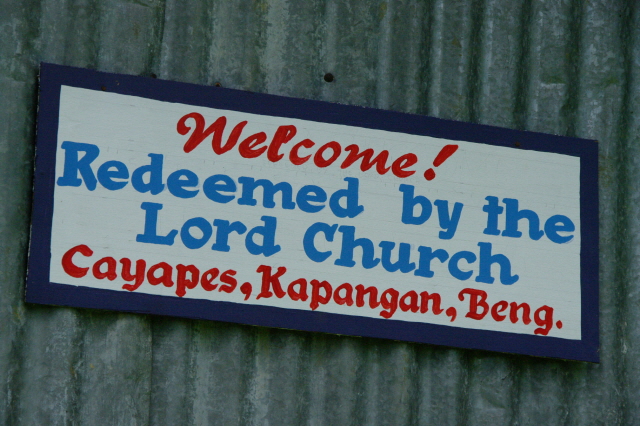 Welcome!
Redeemed by the
Lord Church
Cayapes, Kapangan, Beng.